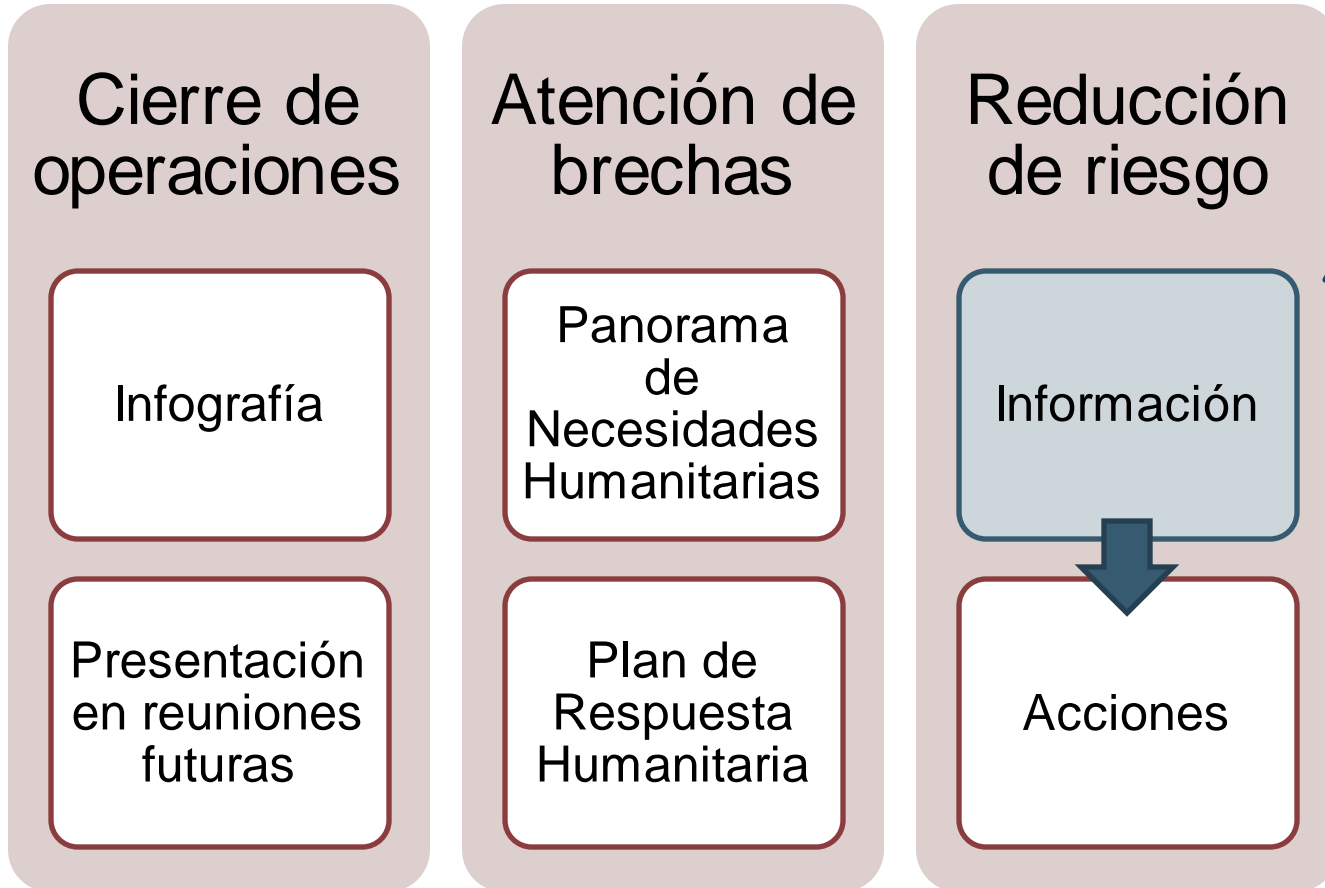 Cierre de
operaciones
Infografía
Presentación
en reuniones
futuras
Atención de
brechas
Panorama
de
Necesidades
Humanitarias
Plan de
Respuesta
Humanitaria
Reducción
de riesgo
Información
Acciones